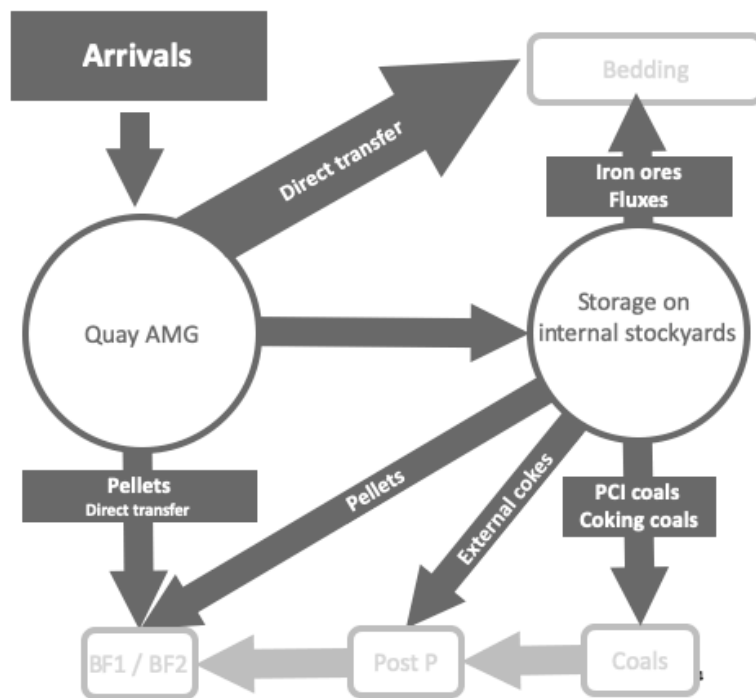 Arrivals
Bedding
Direct transfer
Iron ores
Fluxes
Quay AMG
Storage on
internal stockyards
Pellets
Direct transfer
Pellets
External cokes
PCI coals
Coking coals
BF1 / BF2
Post P
Coals
4